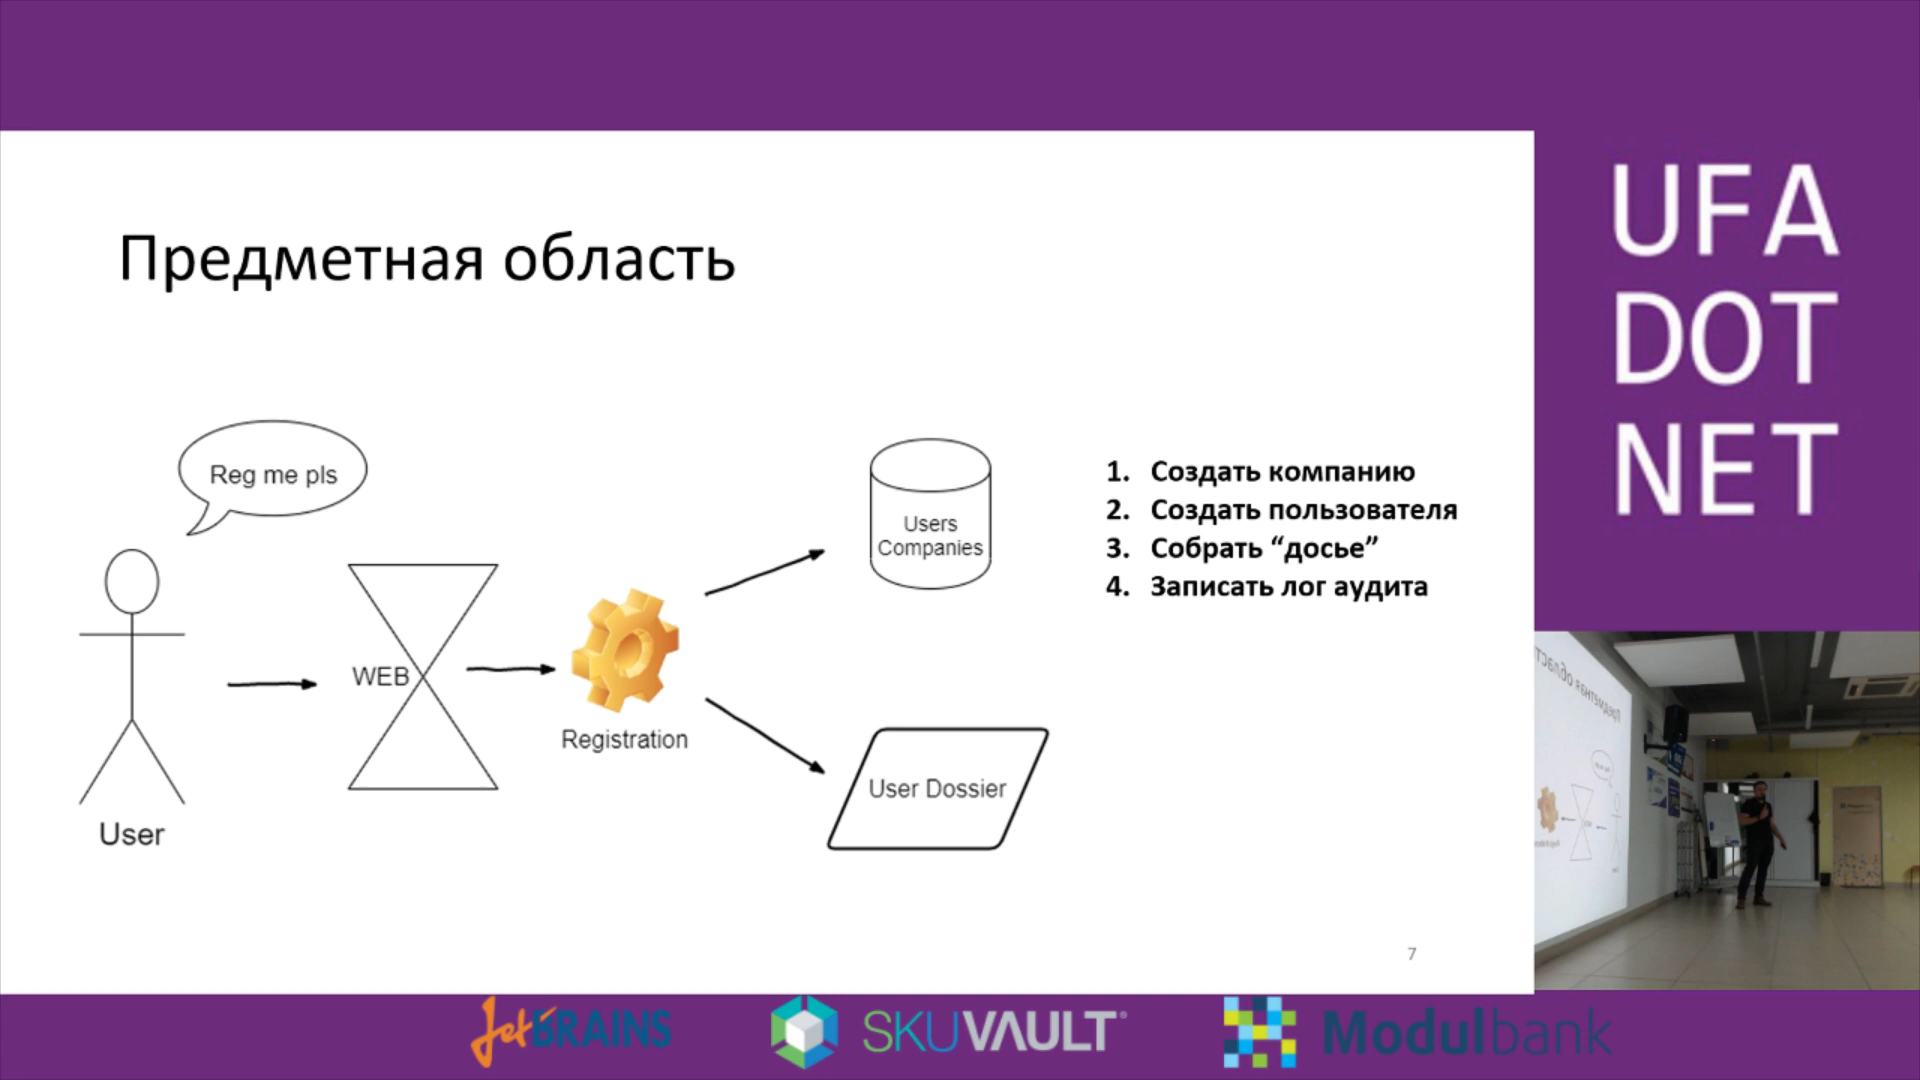 Предметная область
Reg me pls
User
WEB
Registration
Users
Companies
User Dossier
1. Создать компанию
2. Создать пользователя
3. Собрать “досье”
4. Записать лог аудита
7
UFA
DOT
NET
JetBRAINS
SKUVAULT
Modulbank